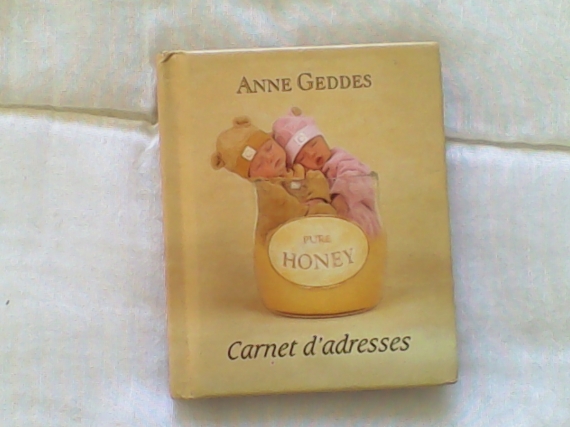 ANNE GEDDES
PURE
HONEY
Carnet d'adresses